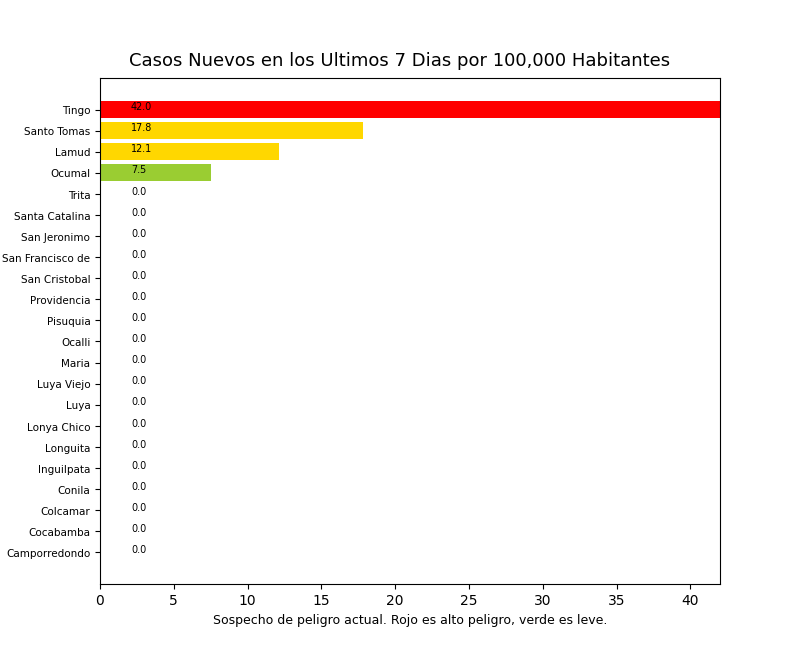 Casos Nuevos en los Ultimos 7 Dias por 100,000 Habitantes
Tingo 42.0
Santo Tomas 17.8
Lamud 12.1
Ocumal 7.5
Trita 0.0
Santa Catalina 0.0
San Jeronimo 0.0
San Francisco de 0.0
San Cristobal 0.0
Providencia 0.0
Pisuquia 0.0
Ocalli 0.0
Maria 0.0
Luya Viejo 0.0
Luya 0.0
Lonya Chico 0.0
Longuita 0.0
Inguilpata 0.0
Conila 0.0
Colcamar 0.0
Cocabamba 0.0
Camporredondo 0.0
0 5 10 15 20 25 30 35 40
Sospecho de peligro actual. Rojo es alto peligro, verde es leve.